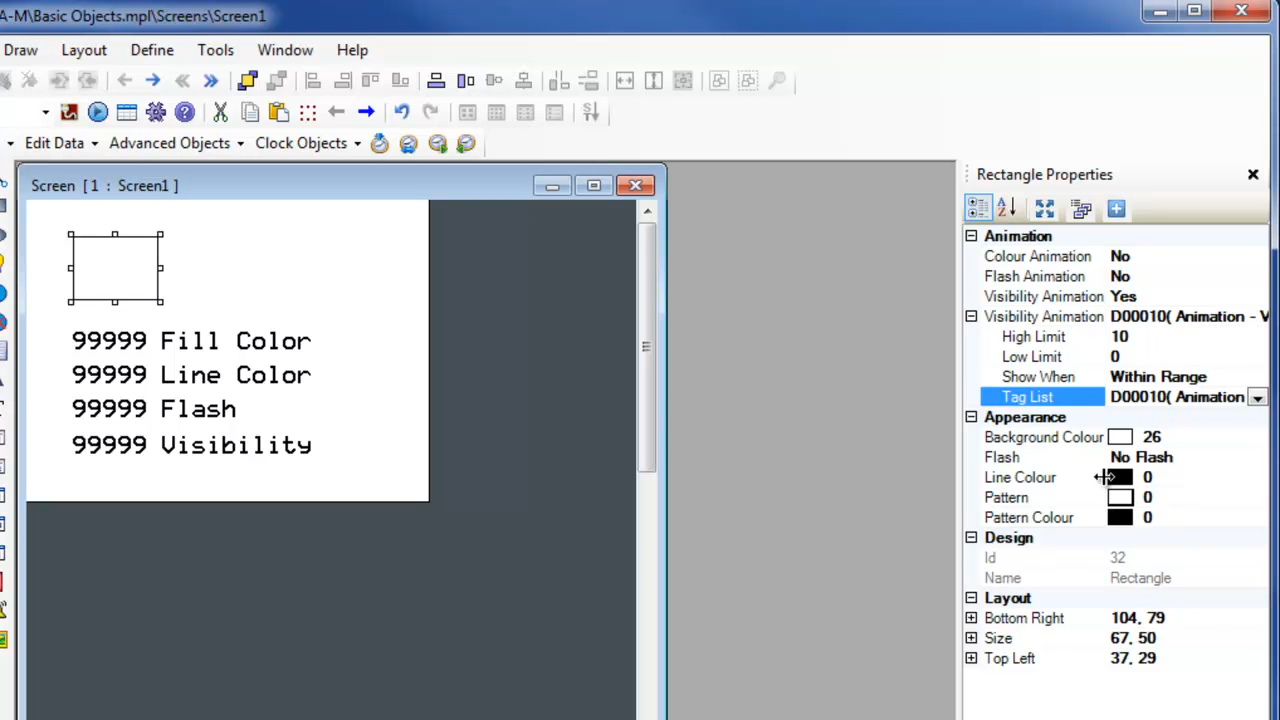 A-M\Basic Objects.mpl\Screens\Screen1
Draw Layout Define Tools Window Help
Edit Data Advanced Objects Clock Objects
Screen [ 1 : Screen1 ]
99999 Fill Color
99999 Line Color
99999 Flash
99999 Visibility
Rectangle Properties
Animation
Colour Animation No
Flash Animation No
Visibility Animation Yes
Visibility Animation D00010( Animation - V
High Limit 10
Low Limit 0
Show When Within Range
Tag List D00010( Animation
Appearance
Background Colour 26
Flash No Flash
Line Colour 0
Pattern 0
Pattern Colour 0
Design
Id 32
Name Rectangle
Layout
Bottom Right 104, 79
Size 67, 50
Top Left 37, 29